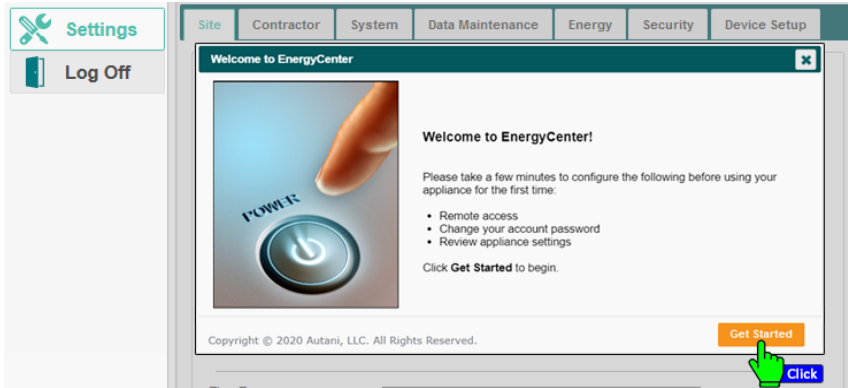 Settings
Log Off
Site Contractor System Data Maintenance Energy Security Device Setup
Welcome to EnergyCenter
POWER
Welcome to EnergyCenter!
Please take a few minutes to configure the following before using your
appliance for the first time:
• Remote access
• Change your account password
• Review appliance settings
Click Get Started to begin.
Copyright © 2020 Autani, LLC. All Rights Reserved.
Get Started
Click